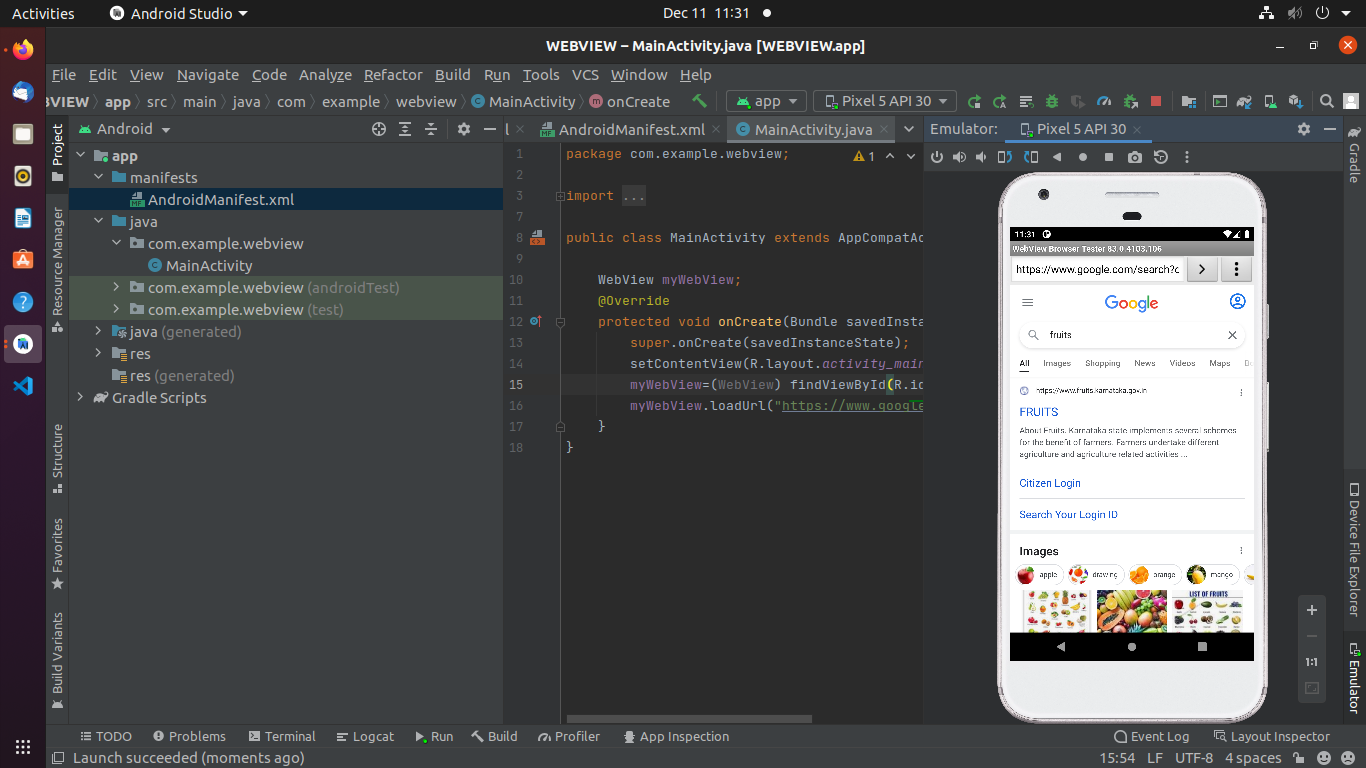 Activities Android Studio Dec 11 11:31
WEBVIEW – MainActivity.java [WEBVIEW.app]
File Edit View Navigate Code Analyze Refactor Build Run Tools VCS Window Help
BVIEW app src main java com example webview MainActivity onCreate app Pixel 5 API 30
Project
Resource Manager
Structure
Favorites
Build Variants
Android
app
manifests
AndroidManifest.xml
java
com.example.webview
MainActivity
com.example.webview (androidTest)
com.example.webview (test)
java (generated)
res
res (generated)
Gradle Scripts
AndroidManifest.xml MainActivity.java
1 package com.example.webview; 1
2
3 import ...
7
8 public class MainActivity extends AppCompatAc
9
10 WebView myWebView;
11 @Override
12 protected void onCreate(Bundle savedInsta
13 super.onCreate(savedInstanceState);
14 setContentView(R.layout.activity_main
15 myWebView=(WebView) findViewById(R.id
16 myWebView.loadUrl("https://www.google
17 }
18 }
Emulator: Pixel 5 API 30
11:31
WebView Browser Tester 83.0.4103.106
https://www.google.com/search?q
Google
fruits
All Images Shopping News Videos Maps
https://www.fruits.karnataka.gov.in
FRUITS
About Fruits. Karnataka state implements several schemes
for the benefit of farmers. Farmers undertake different
agriculture and agriculture related activities ...
Citizen Login
Search Your Login ID
Images
apple drawing orange mango
LIST OF FRUITS
1:1
Gradle
Device File Explorer
Emulator
TODO Problems Terminal Logcat Run Build Profiler App Inspection Event Log Layout Inspector
Launch succeeded (moments ago) 15:54 LF UTF-8 4 spaces